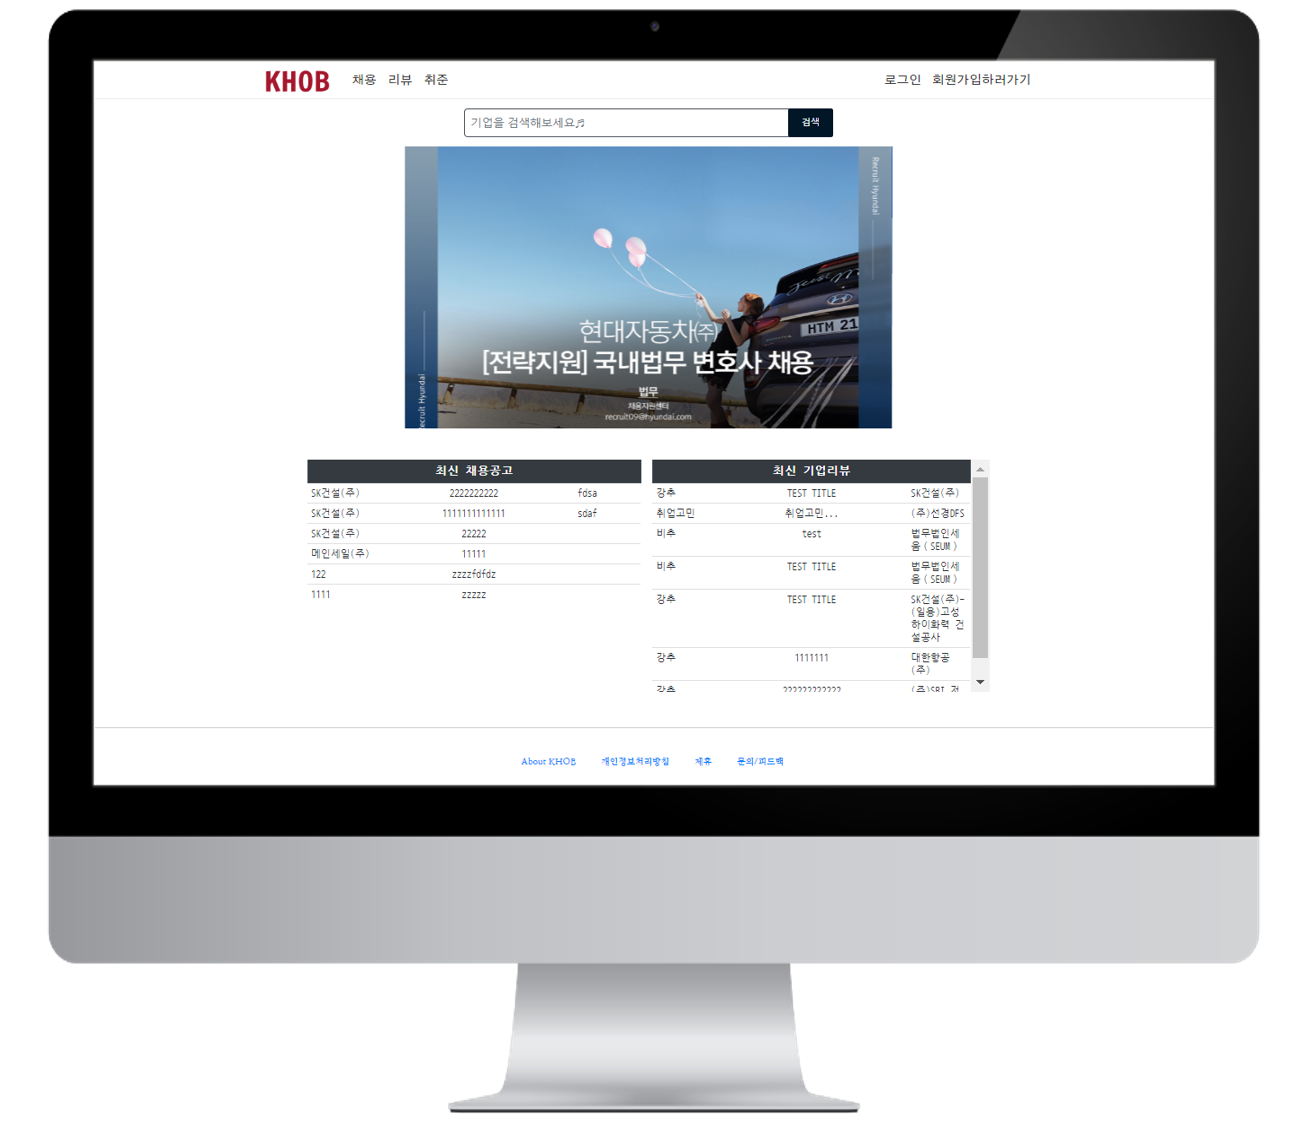 KHOB 채용 리뷰 취준 로그인 회원가입하러가기
기업을 검색해보세요♬ 검색
Recruit Hyundai
Jessi M
HTM 21
현대자동차㈜
[전략지원] 국내법무 변호사 채용
법무
채용지원센터
recruit09@hyundai.com
ecruit Hyundai
최신 채용공고
SK건설(주) 2222222222 fdsa
SK건설(주) 1111111111111 sdaf
SK건설(주) 22222
메인세일(주) 11111
122 zzzzfdfdz
1111 zzzzz
최신 기업리뷰
강추 TEST TITLE SK건설(주)
취업고민 취업고민... (주)선경DFS
비추 test 법무법인세
움 ( SEUM )
비추 TEST TITLE 법무법인세
움 ( SEUM )
강추 TEST TITLE SK건설(주)-
(일용)고성
하이화력 건
설공사
강추 1111111 대한항공
(주)
강추 222222222222 (주)SBI 저
About KHOB 개인정보처리방침 제휴 문의/피드백